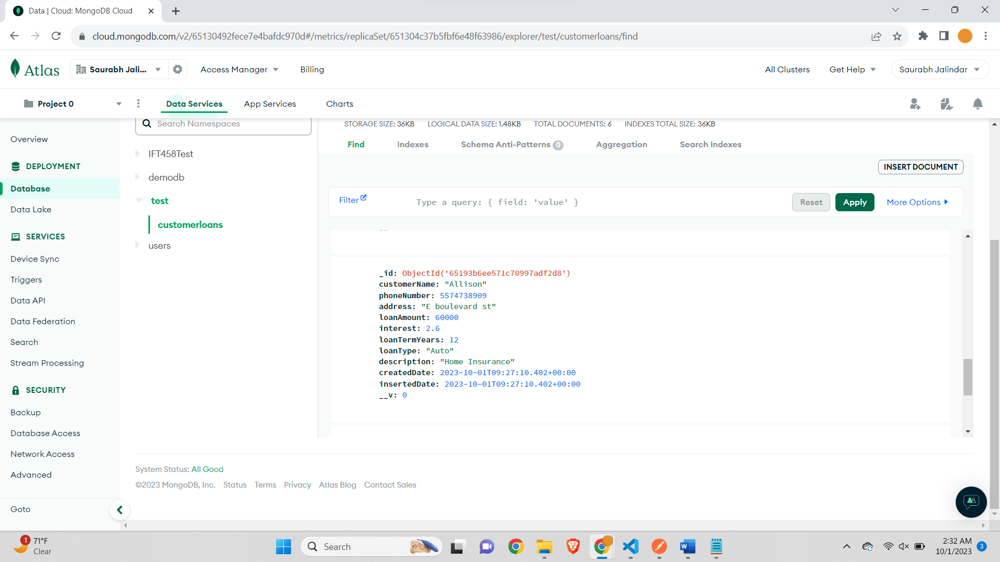 Data | Cloud: MongoDB Cloud
cloud.mongodb.com/v2/65130492fece7e4bafdc970d#/metrics/replicaSet/651304c37b5fbf6e48f63986/explorer/test/customerloans/find
Atlas
Saurabh Jali...
Access Manager
Billing
All Clusters
Get Help
Saurabh Jalindar
Project 0
Data Services
App Services
Charts
Overview
DEPLOYMENT
Database
Data Lake
SERVICES
Device Sync
Triggers
Data API
Data Federation
Search
Stream Processing
SECURITY
Backup
Database Access
Network Access
Advanced
Goto
Search Namespaces
IFT458Test
demodb
test
customerloans
users
STORAGE SIZE: 36KB LOGICAL DATA SIZE: 1.48KB TOTAL DOCUMENTS: 6 INDEXES TOTAL SIZE: 36KB
Find Indexes Schema Anti-Patterns 0 Aggregation Search Indexes
INSERT DOCUMENT
Filter Type a query: { field: 'value' } Reset Apply More Options
_id: ObjectId('65193b6ee571c70997adf2d8')
customerName: "Allison"
phoneNumber: 5574738909
address: "E boulevard st"
loanAmount: 60000
interest: 2.6
loanTermYears: 12
loanType: "Auto"
description: "Home Insurance"
createdDate: 2023-10-01T09:27:10.402+00:00
insertedDate: 2023-10-01T09:27:10.402+00:00
__v: 0
System Status: All Good
©2023 MongoDB, Inc. Status Terms Privacy Atlas Blog Contact Sales
1
71°F
Clear
Search
W
2:32 AM
10/1/2023
3